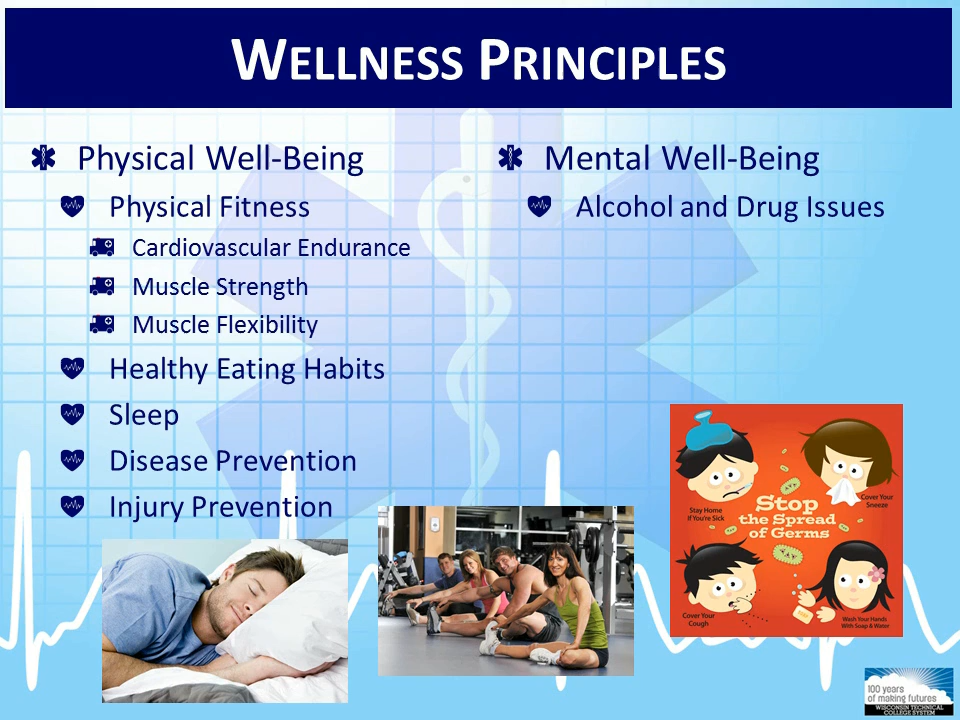 WELLNESS PRINCIPLES
Physical Well-Being
Physical Fitness
Cardiovascular Endurance
Muscle Strength
Muscle Flexibility
Healthy Eating Habits
Sleep
Disease Prevention
Injury Prevention
Mental Well-Being
Alcohol and Drug Issues
Stay Home
If You're Sick
Cover Your
Sneeze
Stop
the Spread
of Germs
Cover Your
Cough
Wash Your Hands
With Soap & Water
100 years
of making futures
WISCONSIN TECHNICAL
COLLEGE SYSTEM